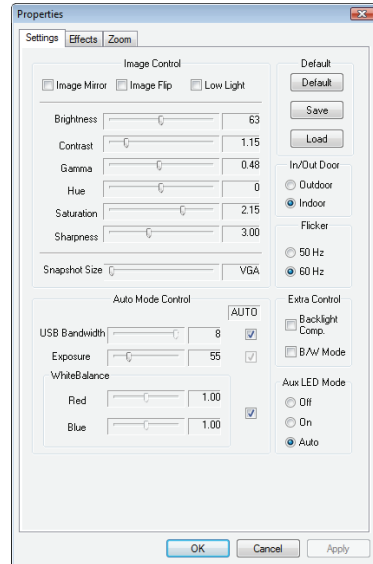 Properties
Settings Effects Zoom
Image Control
Image Mirror Image Flip Low Light
Brightness 63
Contrast 1.15
Gamma 0.48
Hue 0
Saturation 2.15
Sharpness 3.00
Snapshot Size VGA
Default
Default
Save
Load
In/Out Door
Outdoor
Indoor
Flicker
50 Hz
60 Hz
Auto Mode Control
AUTO
USB Bandwidth 8
Exposure 55
WhiteBalance
Red 1.00
Blue 1.00
Extra Control
Backlight
Comp.
B/W Mode
Aux LED Mode
Off
On
Auto
OK Cancel Apply